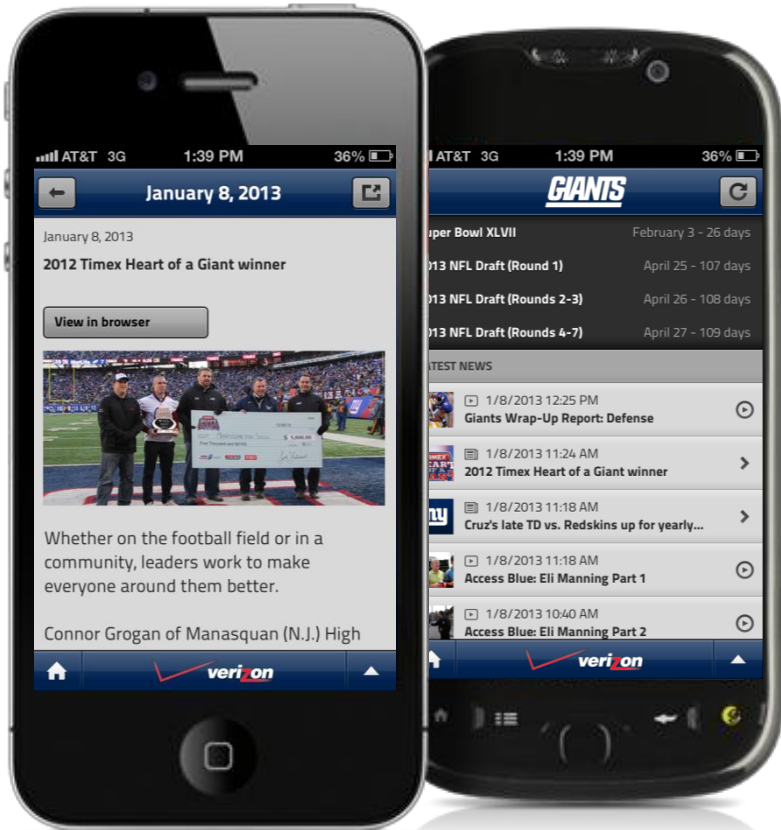 AT&T 3G 1:39 PM 36%
January 8, 2013
January 8, 2013
2012 Timex Heart of a Giant winner
View in browser
$ 5,000.00
Whether on the football field or in a
community, leaders work to make
everyone around them better.
Connor Grogan of Manasquan (N.J.) High
verizon
AT&T 3G 1:39 PM 36%
GIANTS
uper Bowl XLVII February 3 - 26 days
013 NFL Draft (Round 1) April 25 - 107 days
013 NFL Draft (Rounds 2-3) April 26 - 108 days
013 NFL Draft (Rounds 4-7) April 27 - 109 days
ATEST NEWS
1/8/2013 12:25 PM
Giants Wrap-Up Report: Defense
1/8/2013 11:24 AM
2012 Timex Heart of a Giant winner
1/8/2013 11:18 AM
Cruz's late TD vs. Redskins up for yearly...
ny
1/8/2013 11:18 AM
Access Blue: Eli Manning Part 1
1/8/2013 10:40 AM
Access Blue: Eli Manning Part 2
verizon